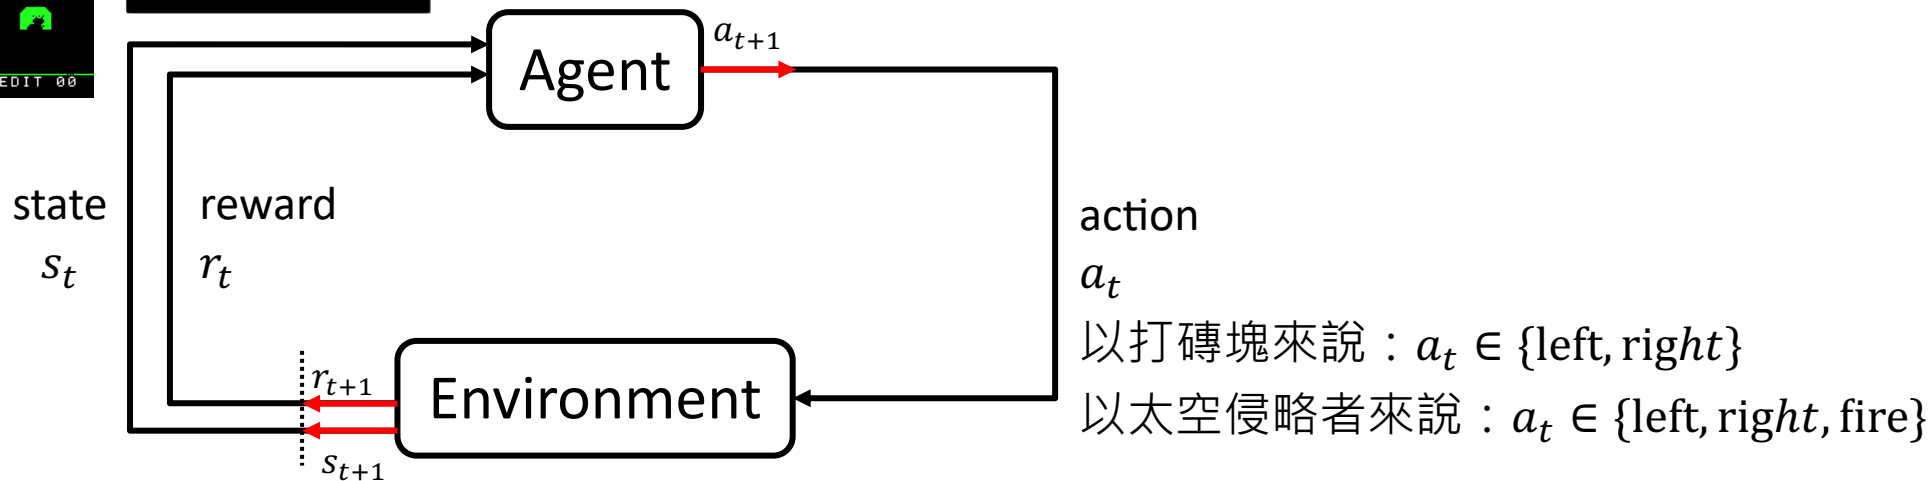 EDIT 00
Agent
a_{t+1}
state
s_t
reward
r_t
action
a_t
以打磚塊來說：a_t ∈ {left, right}
以太空侵略者來說：a_t ∈ {left, right, fire}
r_{t+1}
Environment
s_{t+1}